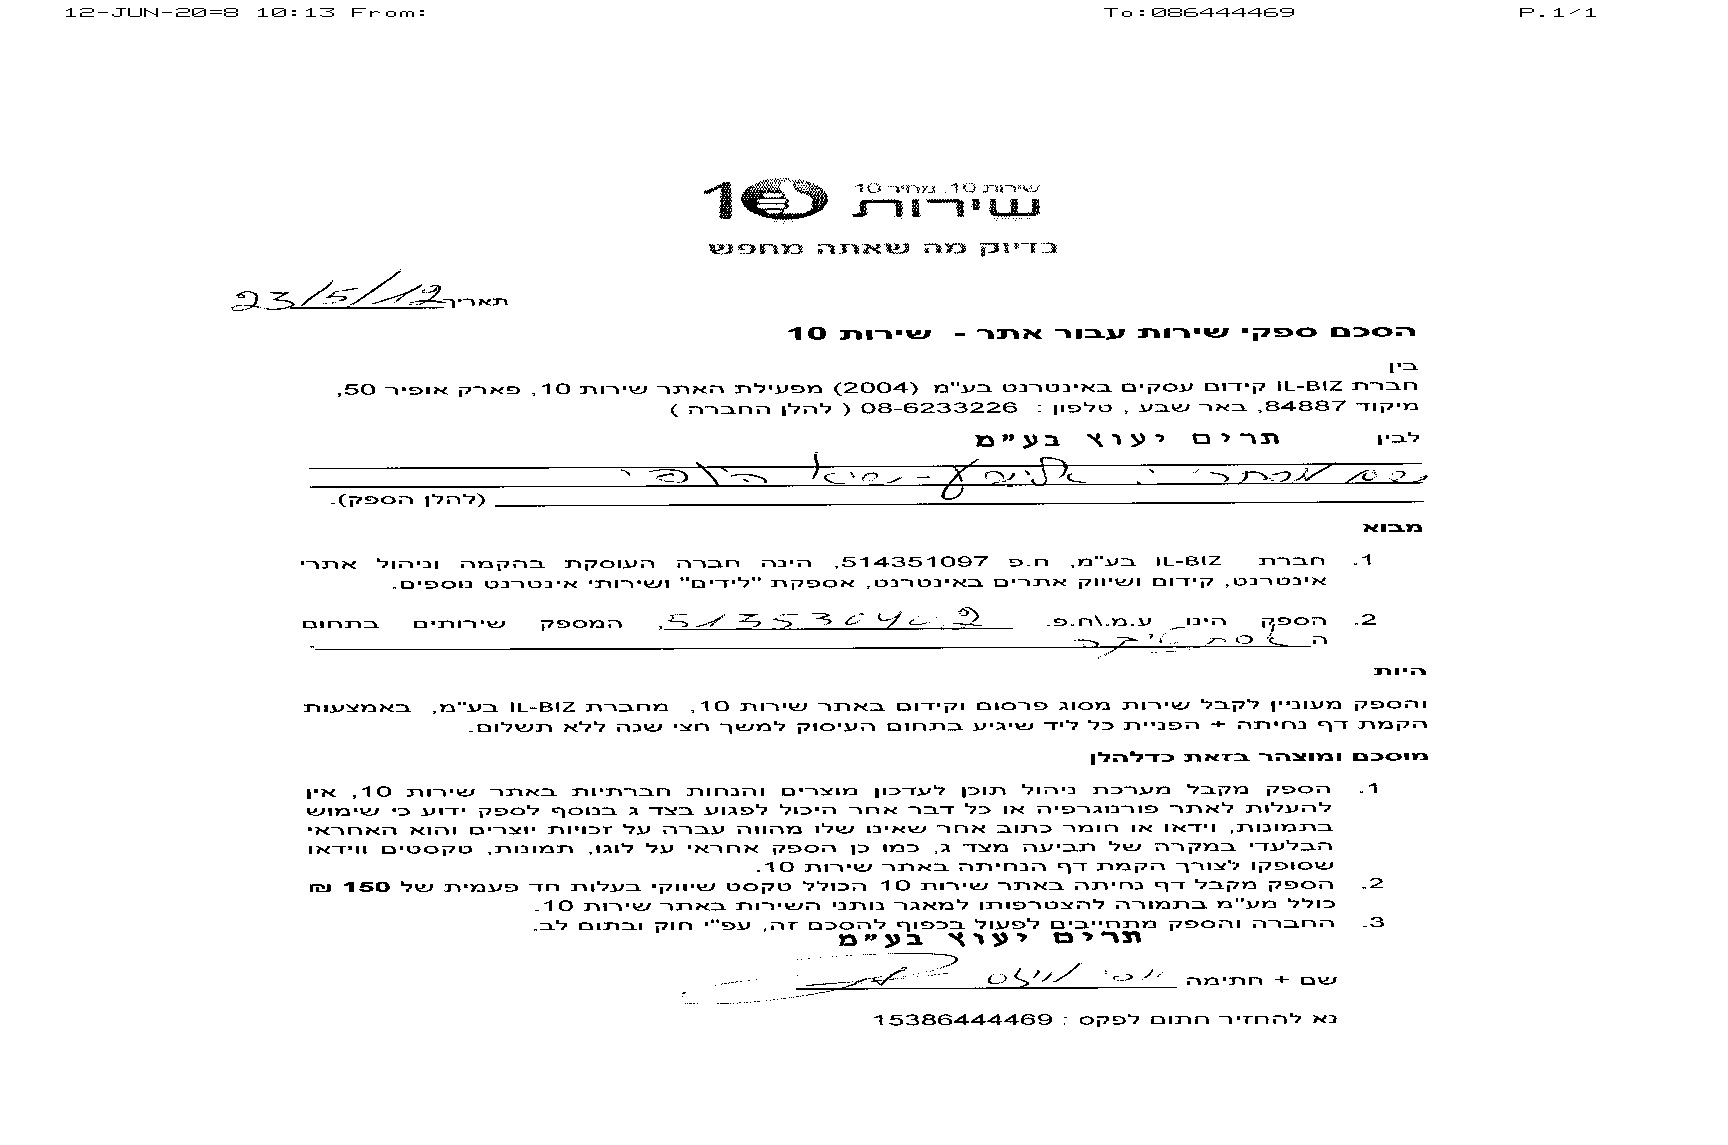 12-JUN-20=8 10:13 From: To:086444469 P.1/1
שירות 10. מחיר 10
שירות 10
בדיוק מה שאתה מחפש
תאריך 23/5/12
הסכם ספקי שירות עבור אתר - שירות 10
בין
חברת IL-BIZ קידום עסקים באינטרנט בע"מ (2004) מפעילת האתר שירות 10, פארק אופיר 50,
מיקוד 84887, באר שבע , טלפון : 08-6233226 ( להלן החברה )
לבין תרים יעוץ בע"מ
שם מסחרי :
(להלן הספק).
מבוא
1. חברת IL-BIZ בע"מ, ח.פ 514351097, הינה חברה העוסקת בהקמה וניהול אתרי
אינטרנט, קידום ושיווק אתרים באינטרנט, אספקת "לידים" ושירותי אינטרנט נוספים.
2. הספק הינו ע.מ\ח.פ. 513530402, המספק שירותים בתחום
ה
היות
והספק מעוניין לקבל שירות מסוג פרסום וקידום באתר שירות 10, מחברת IL-BIZ בע"מ, באמצעות
הקמת דף נחיתה + הפניית כל ליד שיגיע בתחום העיסוק למשך חצי שנה ללא תשלום.
מוסכם ומוצהר בזאת כדלהלן
1. הספק מקבל מערכת ניהול תוכן לעדכון מוצרים והנחות חברתיות באתר שירות 10, אין
להעלות לאתר פורנוגרפיה או כל דבר אחר היכול לפגוע בצד ג בנוסף לספק ידוע כי שימוש
בתמונות, וידאו או חומר כתוב אחר שאינו שלו מהווה עברה על זכויות יוצרים והוא האחראי
הבלעדי במקרה של תביעה מצד ג, כמו כן הספק אחראי על לוגו, תמונות, טקסטים ווידאו
שסופקו לצורך הקמת דף הנחיתה באתר שירות 10.
2. הספק מקבל דף נחיתה באתר שירות 10 הכולל טקסט שיווקי בעלות חד פעמית של 150 ₪
כולל מע"מ בתמורה להצטרפותו למאגר נותני השירות באתר שירות 10.
3. החברה והספק מתחייבים לפעול בכפוף להסכם זה, עפ"י חוק ובתום לב.
תרים יעוץ בע"מ
שם + חתימה
נא להחזיר חתום לפקס : 15386444469